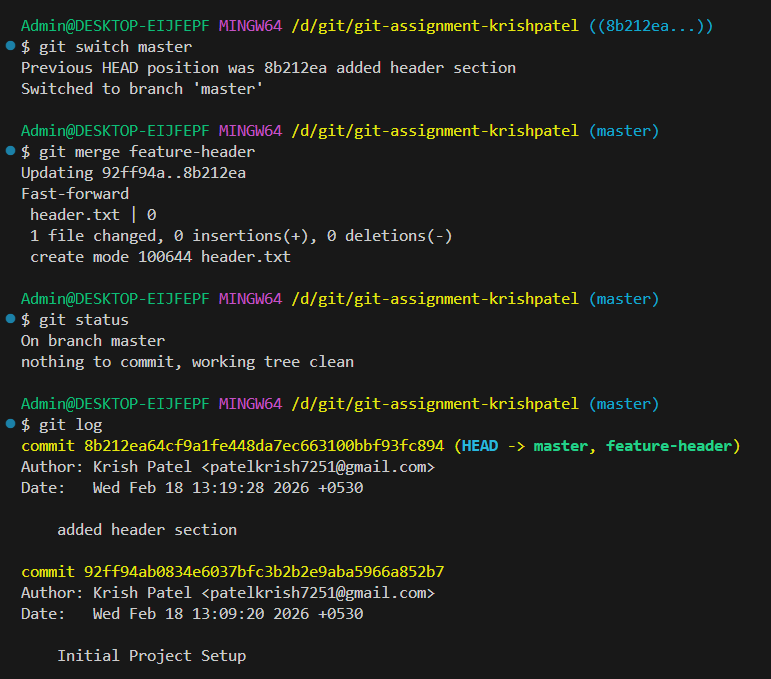 Admin@DESKTOP-EIJFEPF MINGW64 /d/git/git-assignment-krishpatel ((8b212ea...))
$ git switch master
Previous HEAD position was 8b212ea added header section
Switched to branch 'master'
Admin@DESKTOP-EIJFEPF MINGW64 /d/git/git-assignment-krishpatel (master)
$ git merge feature-header
Updating 92ff94a..8b212ea
Fast-forward
 header.txt | 0
 1 file changed, 0 insertions(+), 0 deletions(-)
 create mode 100644 header.txt
Admin@DESKTOP-EIJFEPF MINGW64 /d/git/git-assignment-krishpatel (master)
$ git status
On branch master
nothing to commit, working tree clean
Admin@DESKTOP-EIJFEPF MINGW64 /d/git/git-assignment-krishpatel (master)
$ git log
commit 8b212ea64cf9a1fe448da7ec663100bbf93fc894 (HEAD -> master, feature-header)
Author: Krish Patel <patelkrish7251@gmail.com>
Date:   Wed Feb 18 13:19:28 2026 +0530
    added header section
commit 92ff94ab0834e6037bfc3b2b2e9aba5966a852b7
Author: Krish Patel <patelkrish7251@gmail.com>
Date:   Wed Feb 18 13:09:20 2026 +0530
    Initial Project Setup